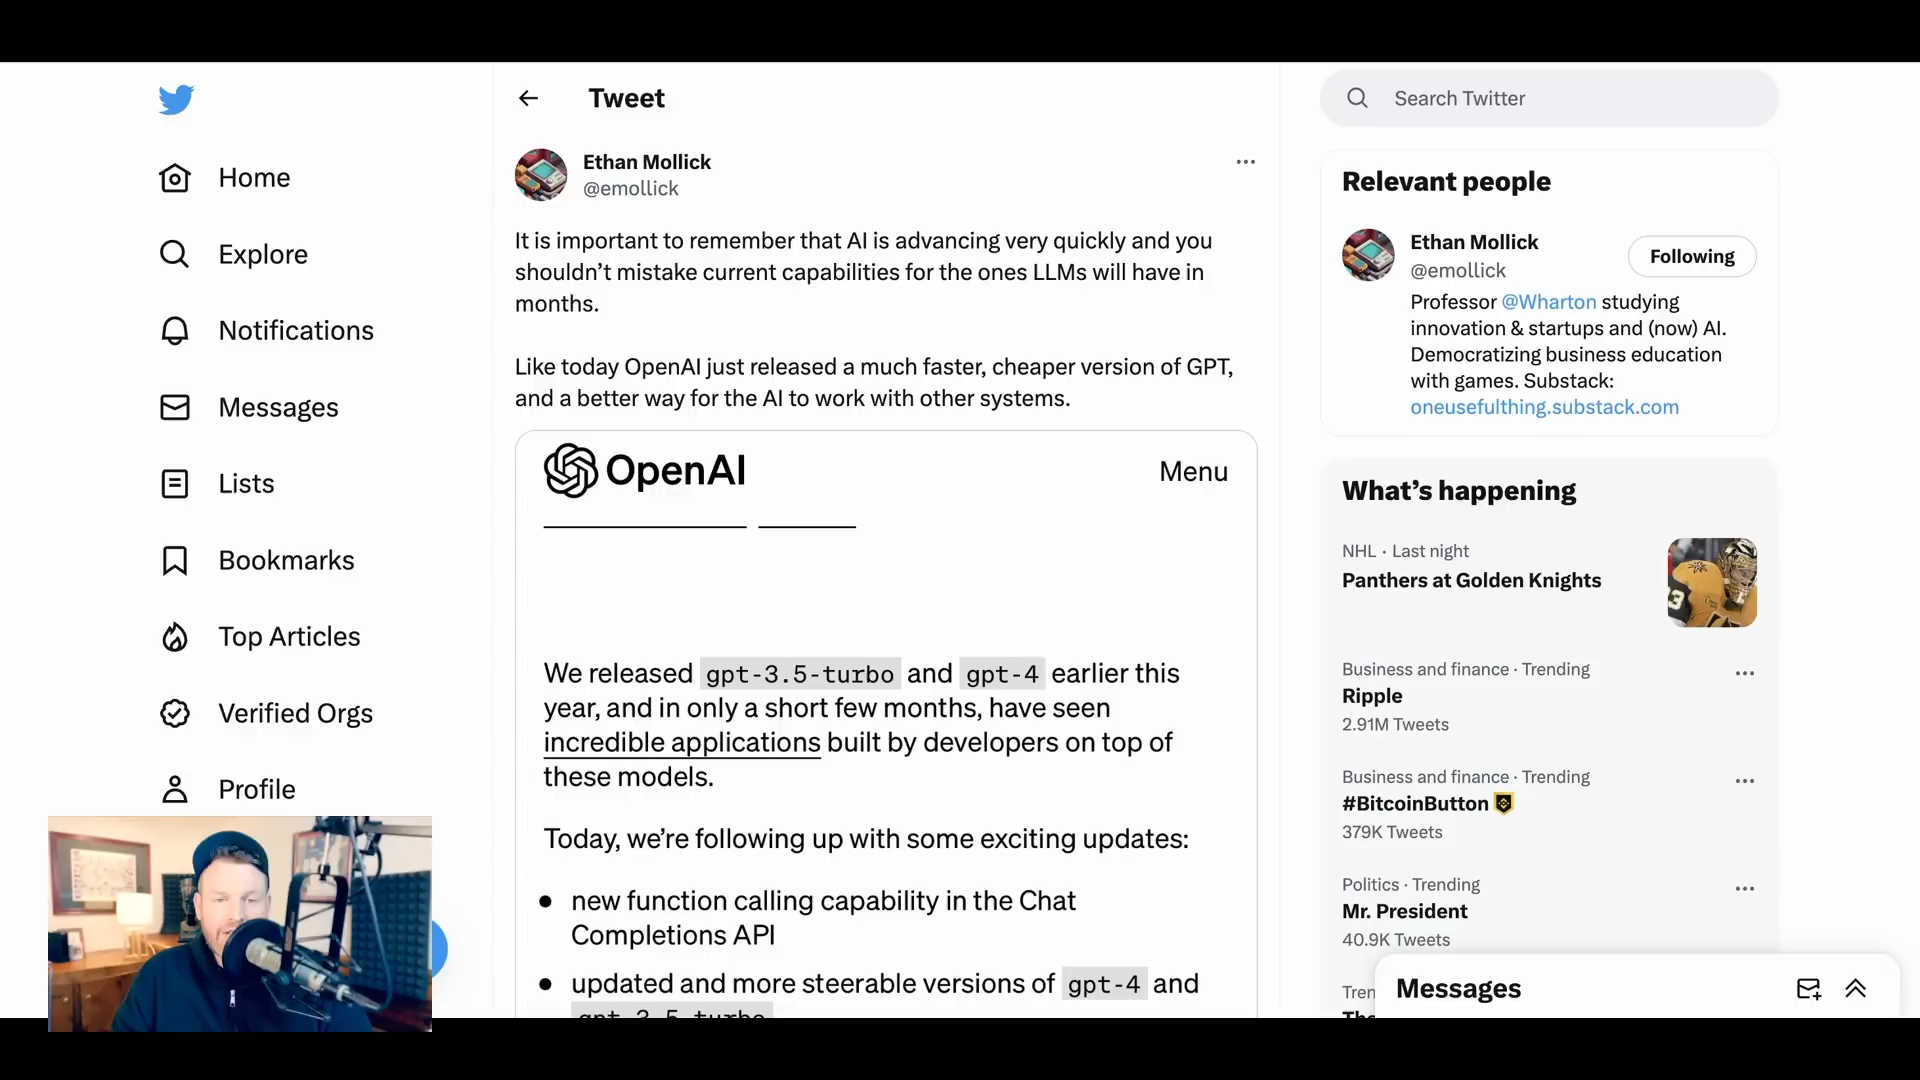 Home
Explore
Notifications
Messages
Lists
Bookmarks
Top Articles
Verified Orgs
Profile
Tweet
Ethan Mollick
@emollick
It is important to remember that AI is advancing very quickly and you
shouldn’t mistake current capabilities for the ones LLMs will have in
months.
Like today OpenAI just released a much faster, cheaper version of GPT,
and a better way for the AI to work with other systems.
OpenAI
Menu
We released gpt-3.5-turbo and gpt-4 earlier this
year, and in only a short few months, have seen
incredible applications built by developers on top of
these models.
Today, we’re following up with some exciting updates:
• new function calling capability in the Chat
Completions API
• updated and more steerable versions of gpt-4 and
gpt-3.5-turbo
Search Twitter
Relevant people
Ethan Mollick
@emollick
Following
Professor @Wharton studying
innovation & startups and (now) AI.
Democratizing business education
with games. Substack:
oneusefulthing.substack.com
What’s happening
NHL · Last night
Panthers at Golden Knights
Business and finance · Trending
Ripple
2.91M Tweets
Business and finance · Trending
#BitcoinButton
379K Tweets
Politics · Trending
Mr. President
40.9K Tweets
Messages